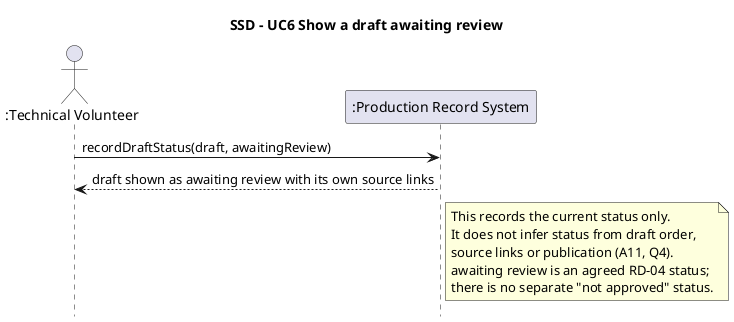 SSD - UC6 Show a draft awaiting review
:Technical Volunteer
:Production Record System
recordDraftStatus(draft, awaitingReview)
draft shown as awaiting review with its own source links
This records the current status only.
It does not infer status from draft order,
source links or publication (A11, Q4).
awaiting review is an agreed RD-04 status;
there is no separate "not approved" status.